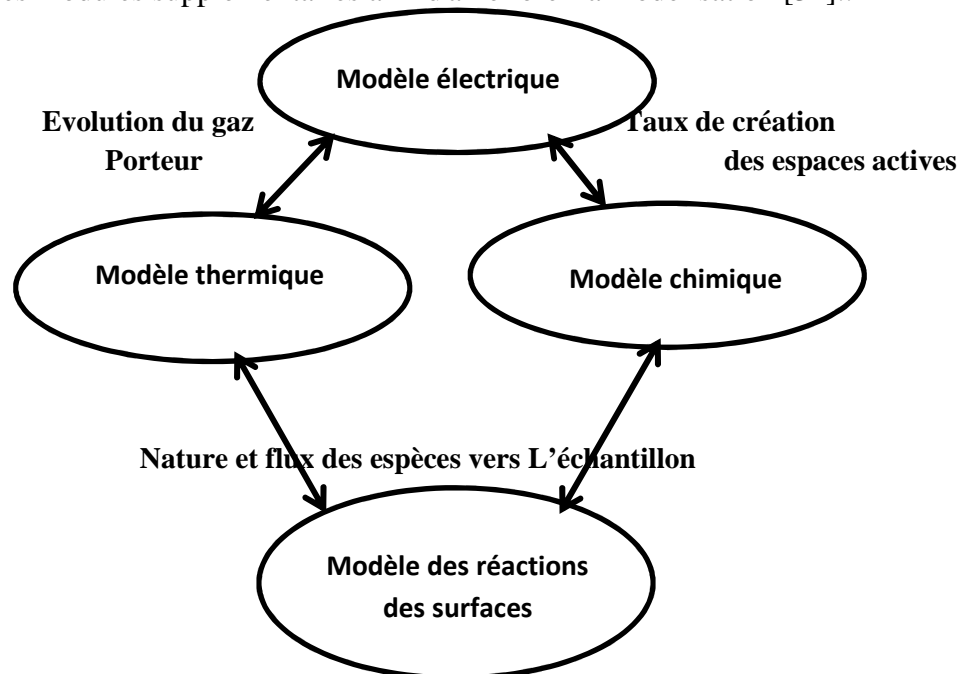 Modèle électrique
Evolution du gaz
Porteur
Taux de création
des espaces actives
Modèle thermique
Modèle chimique
Nature et flux des espèces vers L’échantillon
Modèle des réactions
des surfaces